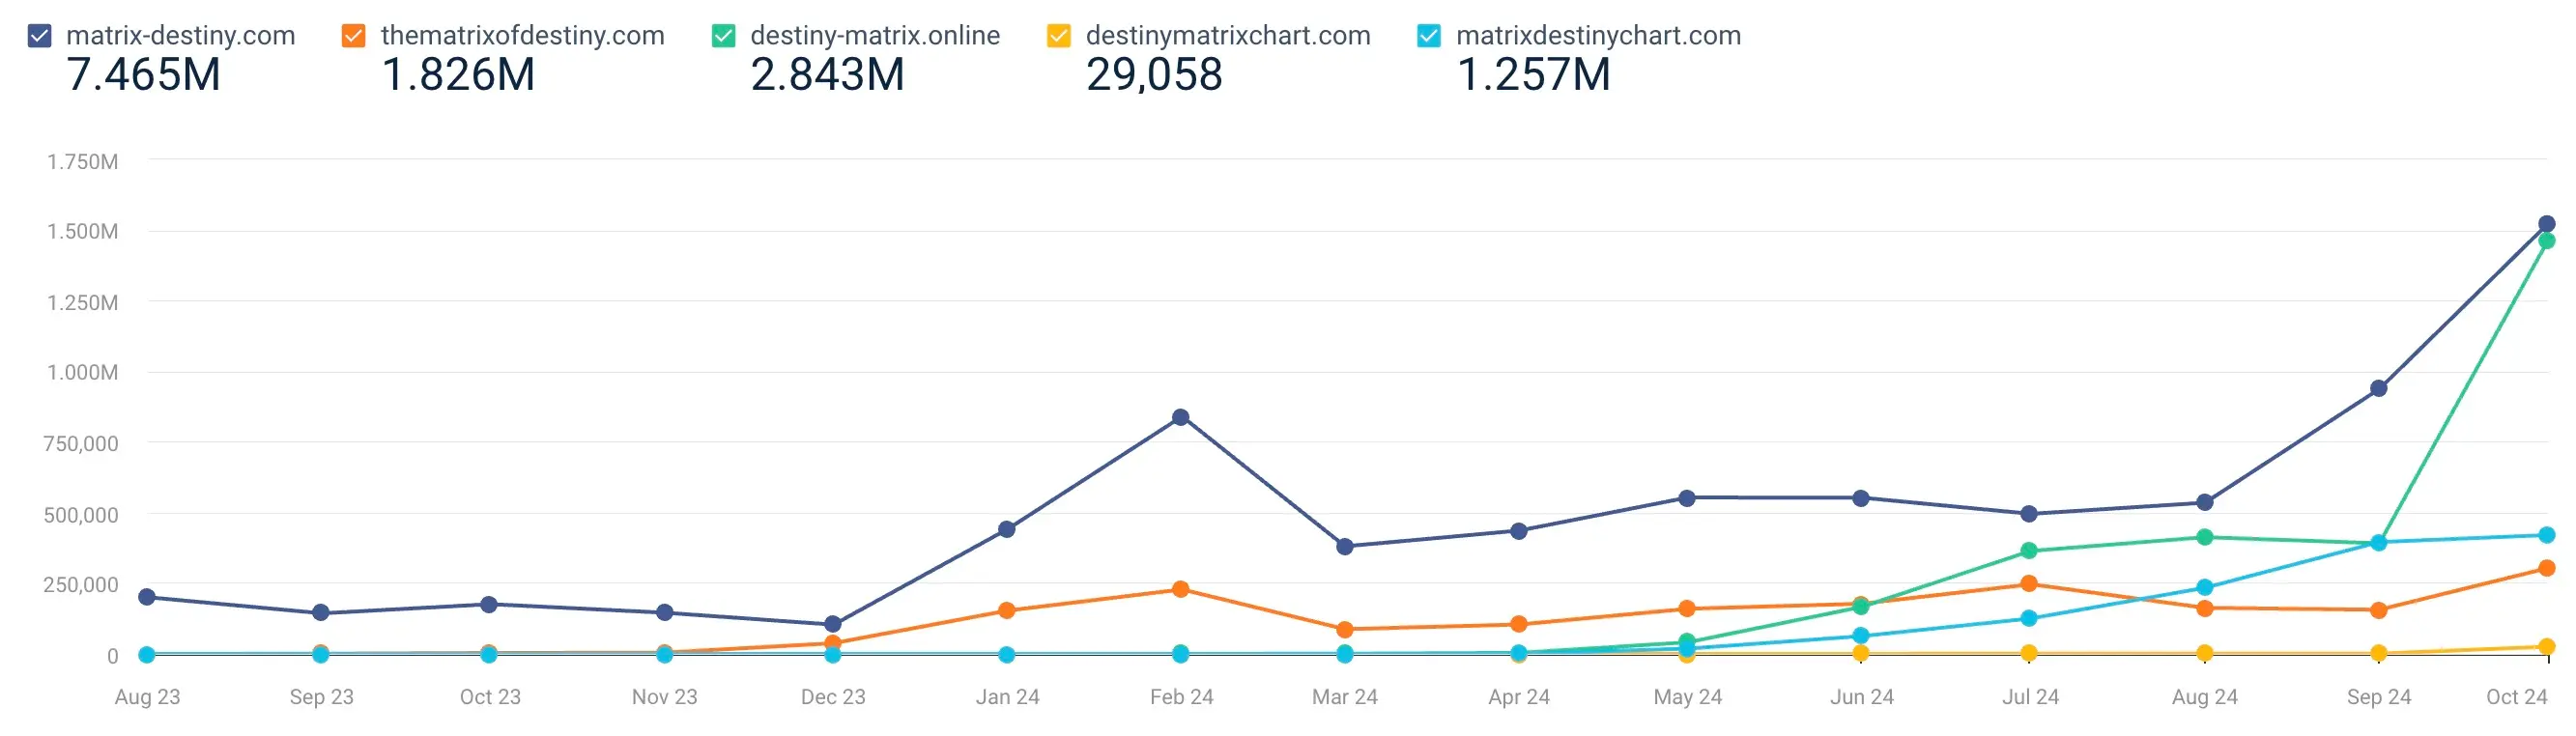 matrix-destiny.com thematrixofdestiny.com destiny-matrix.online destinymatrixchart.com matrixdestinychart.com
7.465M 1.826M 2.843M 29,058 1.257M
1.750M
1.500M
1.250M
1.000M
750,000
500,000
250,000
0
Aug 23 Sep 23 Oct 23 Nov 23 Dec 23 Jan 24 Feb 24 Mar 24 Apr 24 May 24 Jun 24 Jul 24 Aug 24 Sep 24 Oct 24